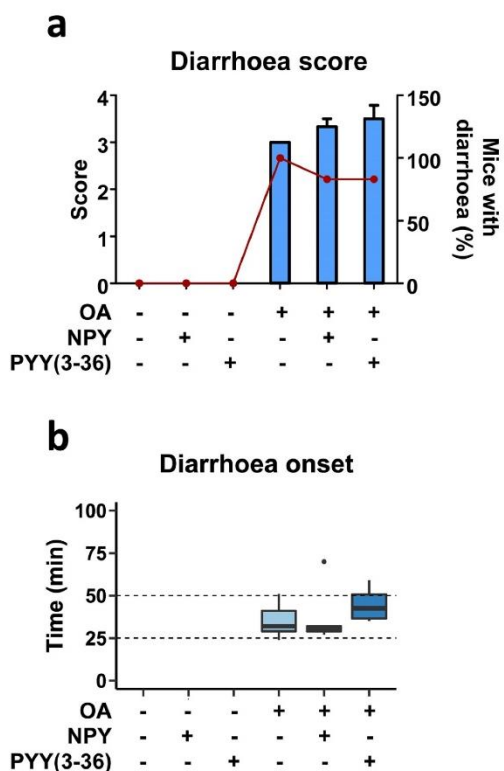 a
Diarrhoea score
4 150
3 100
2
1 50
0 0
Score
Mice with
diarrhoea (%)
OA - - - + + +
NPY - + - - + -
PYY(3-36) - - + - - +
b
Diarrhoea onset
100
75
50
25
0
Time (min)
OA - - - + + +
NPY - + - - + -
PYY(3-36) - - + - - +